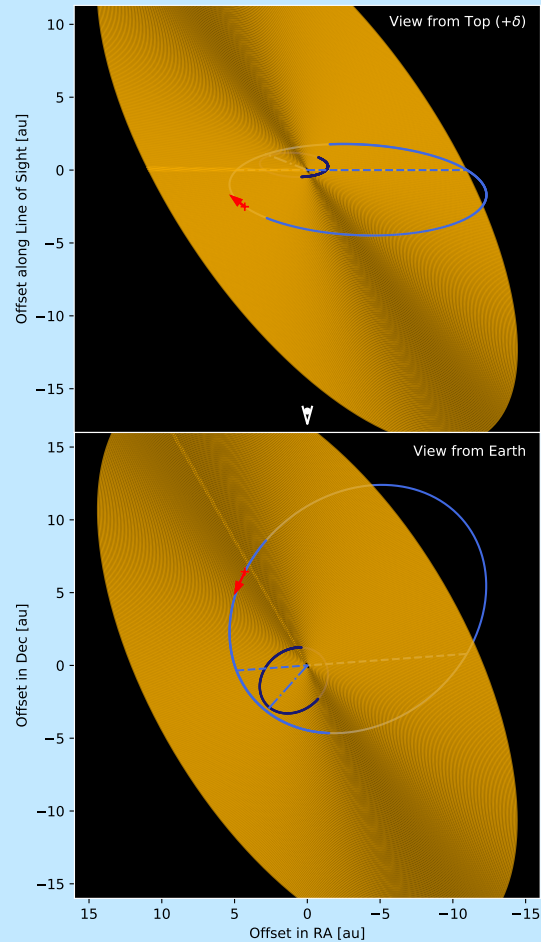 View from Top (+δ)
Offset along Line of Sight [au]
10
5
0
−5
−10
−15
View from Earth
Offset in Dec [au]
15
10
5
0
−5
−10
−15
15 10 5 0 −5 −10 −15
Offset in RA [au]